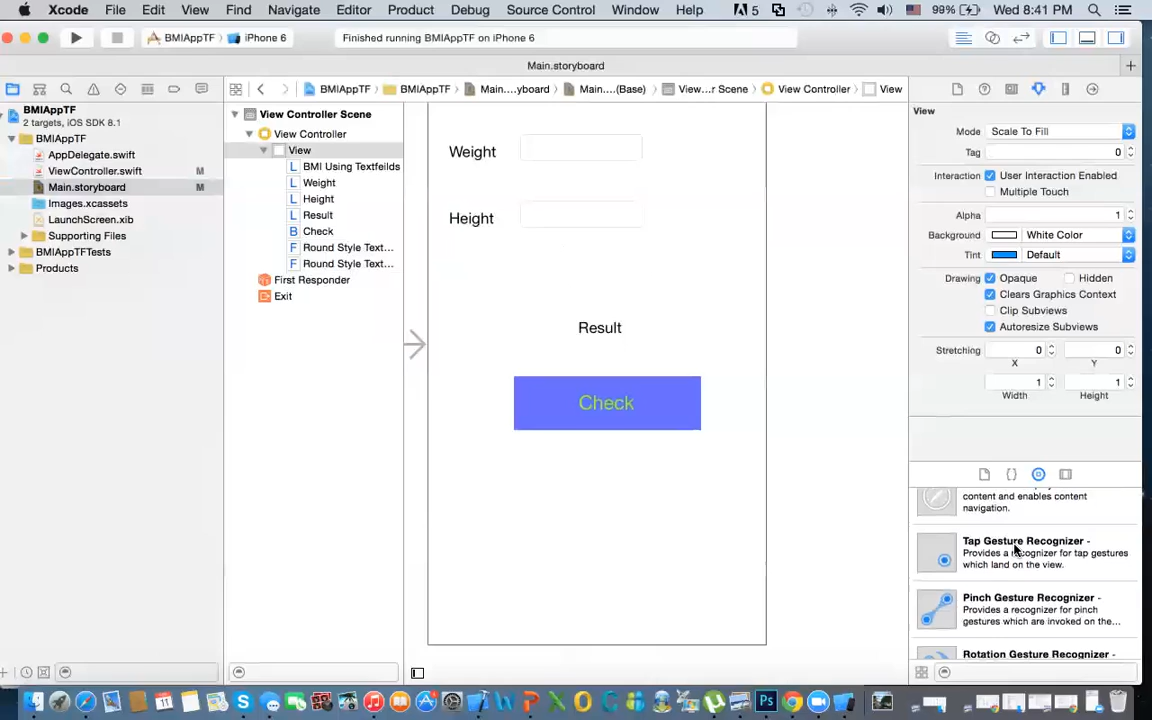 Xcode File Edit View Find Navigate Editor Product Debug Source Control Window Help 5 99% Wed 8:41 PM
BMIAppTF iPhone 6 Finished running BMIAppTF on iPhone 6
Main.storyboard
BMIAppTF BMIAppTF Main....yboard Main....(Base) View...r Scene View Controller View
BMIAppTF
2 targets, iOS SDK 8.1
BMIAppTF
AppDelegate.swift
ViewController.swift M
Main.storyboard M
Images.xcassets
LaunchScreen.xib
Supporting Files
BMIAppTFTests
Products
View Controller Scene
View Controller
View
L BMI Using Textfeilds
L Weight
L Height
L Result
B Check
F Round Style Text...
F Round Style Text...
First Responder
Exit
Weight
Height
Result
Check
View
Mode Scale To Fill
Tag 0
Interaction User Interaction Enabled
Multiple Touch
Alpha 1
Background White Color
Tint Default
Drawing Opaque Hidden
Clears Graphics Context
Clip Subviews
Autoresize Subviews
Stretching 0 0
X Y
1 1
Width Height
content and enables content
navigation.
Tap Gesture Recognizer -
Provides a recognizer for tap gestures
which land on the view.
Pinch Gesture Recognizer -
Provides a recognizer for pinch
gestures which are invoked on the...
Rotation Gesture Recognizer -